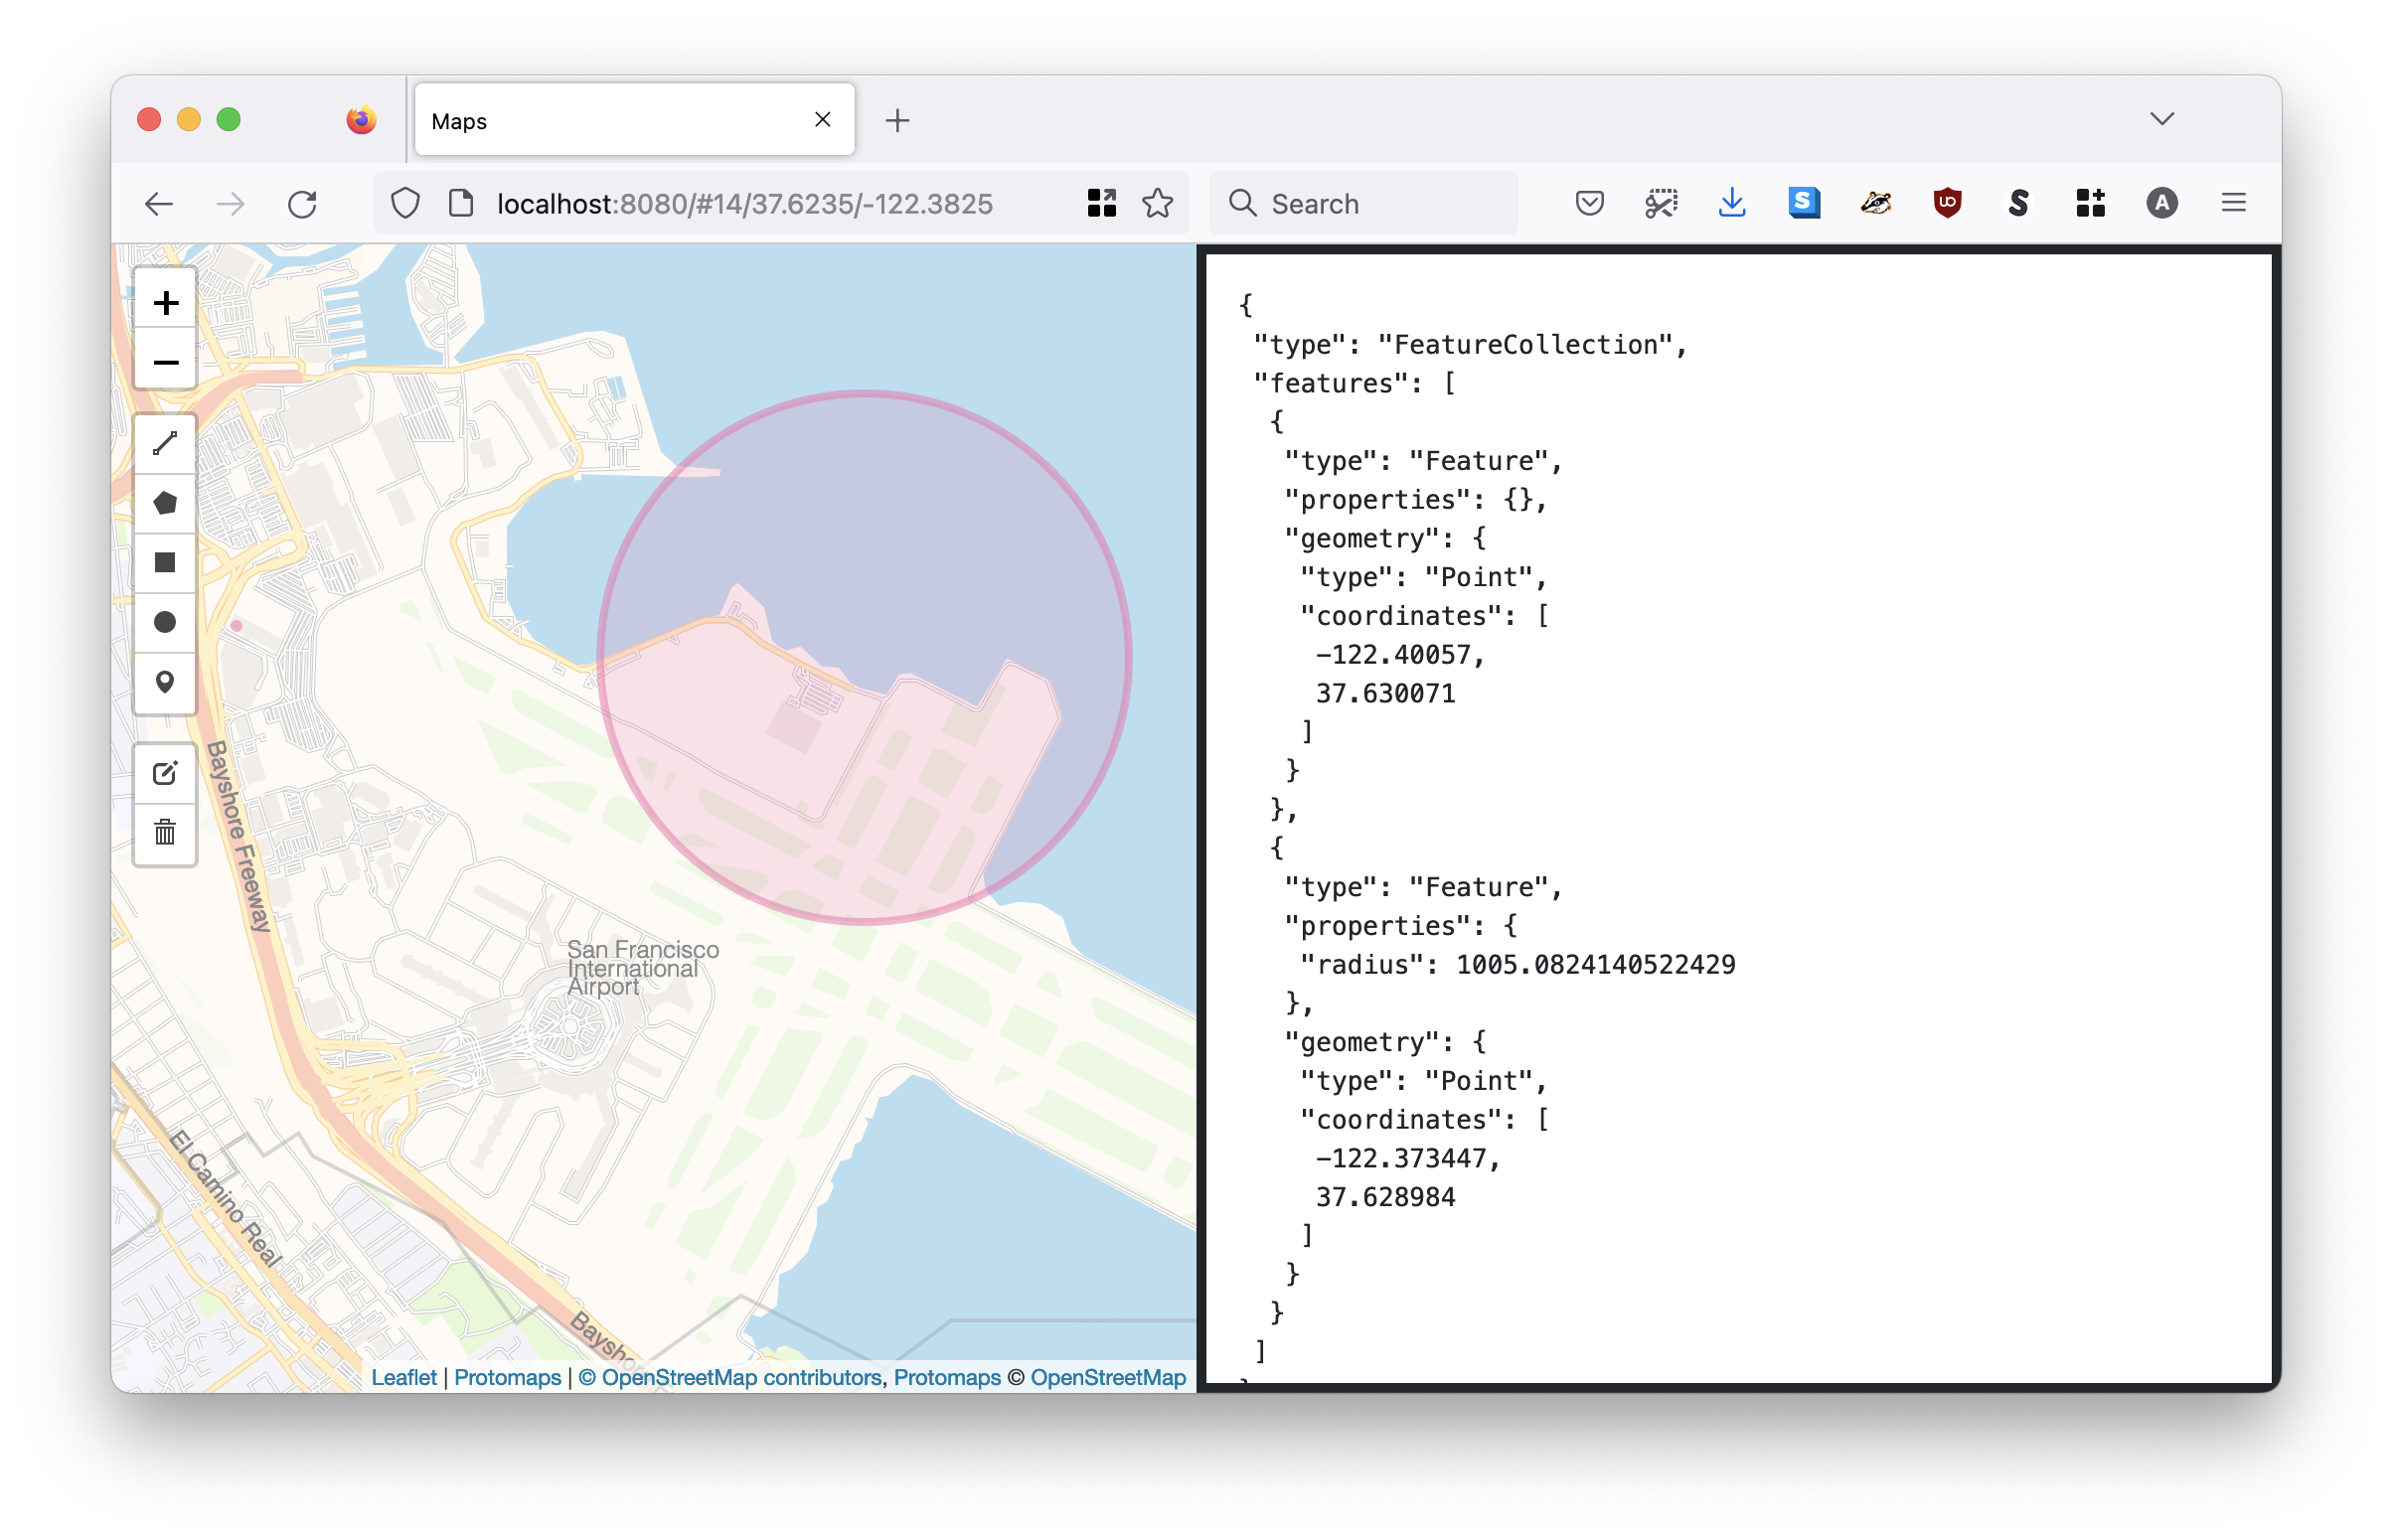 Maps
localhost:8080/#14/37.6235/-122.3825
Search
S
UD
S
A
+
−
Bayshore Freeway
San Francisco
International
Airport
El Camino Real
Bayshor
Leaflet | Protomaps | © OpenStreetMap contributors, Protomaps © OpenStreetMap
{
"type": "FeatureCollection",
"features": [
{
"type": "Feature",
"properties": {},
"geometry": {
"type": "Point",
"coordinates": [
-122.40057,
37.630071
]
}
},
{
"type": "Feature",
"properties": {
"radius": 1005.0824140522429
},
"geometry": {
"type": "Point",
"coordinates": [
-122.373447,
37.628984
]
}
}
]